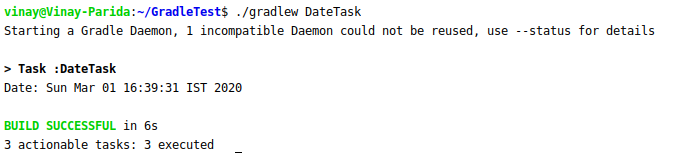 vinay@Vinay-Parida:~/GradleTest$ ./gradlew DateTask
Starting a Gradle Daemon, 1 incompatible Daemon could not be reused, use --status for details
> Task :DateTask
Date: Sun Mar 01 16:39:31 IST 2020
BUILD SUCCESSFUL in 6s
3 actionable tasks: 3 executed